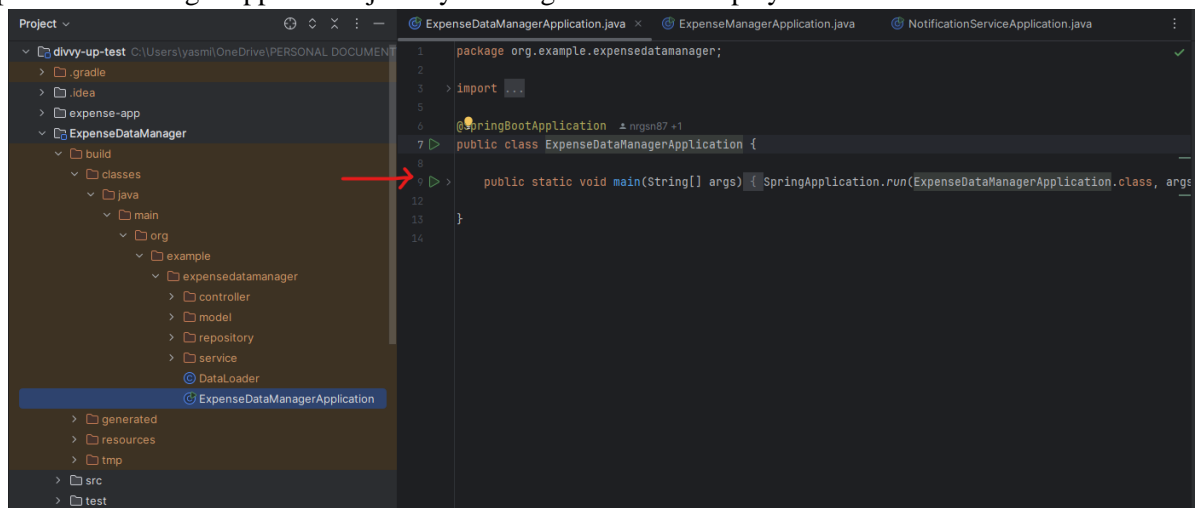 Project
divvy-up-test C:\Users\yasmi\OneDrive\PERSONAL DOCUMENT
.gradle
.idea
expense-app
ExpenseDataManager
build
classes
java
main
org
example
expensedatamanager
controller
model
repository
service
DataLoader
ExpenseDataManagerApplication
generated
resources
tmp
src
test
ExpenseDataManagerApplication.java ExpenseManagerApplication.java NotificationServiceApplication.java
1 package org.example.expensedatamanager;
2
3 import ...
5
6 @SpringBootApplication nrgsn87 +1
7 public class ExpenseDataManagerApplication {
8
9 public static void main(String[] args) { SpringApplication.run(ExpenseDataManagerApplication.class, args
12
13 }
14